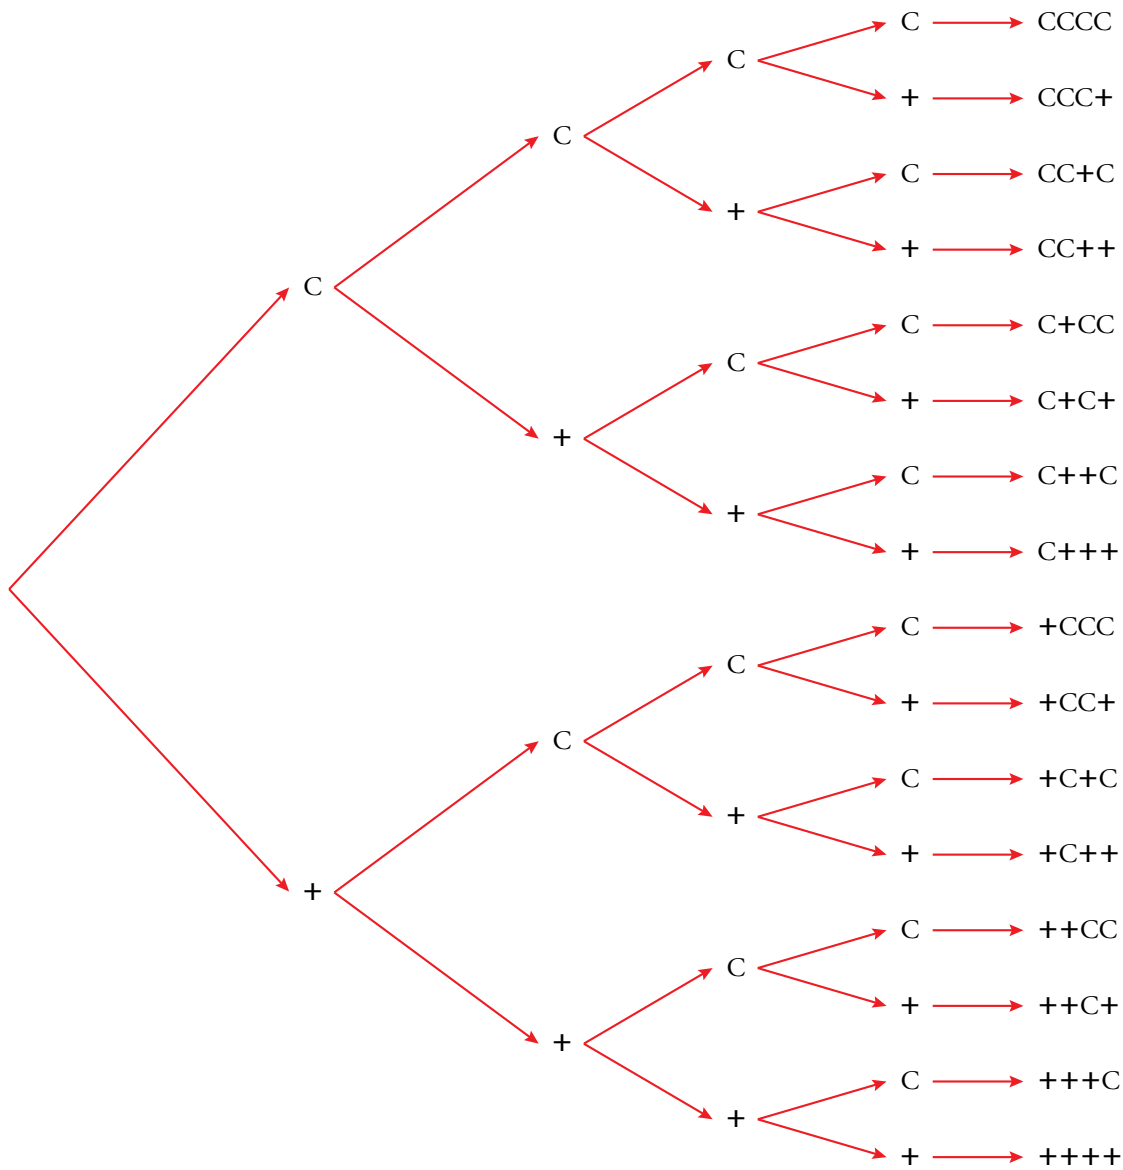 C → CCCC
C
+ → CCC+
C
C → CC+C
+
+ → CC++
C
C → C+CC
C
+ → C+C+
+
C → C++C
+
+ → C+++
C → +CCC
C
+ → +CC+
C
C → +C+C
+
+ → +C++
+
C → ++CC
C
+ → ++C+
+
C → +++C
+
+ → ++++